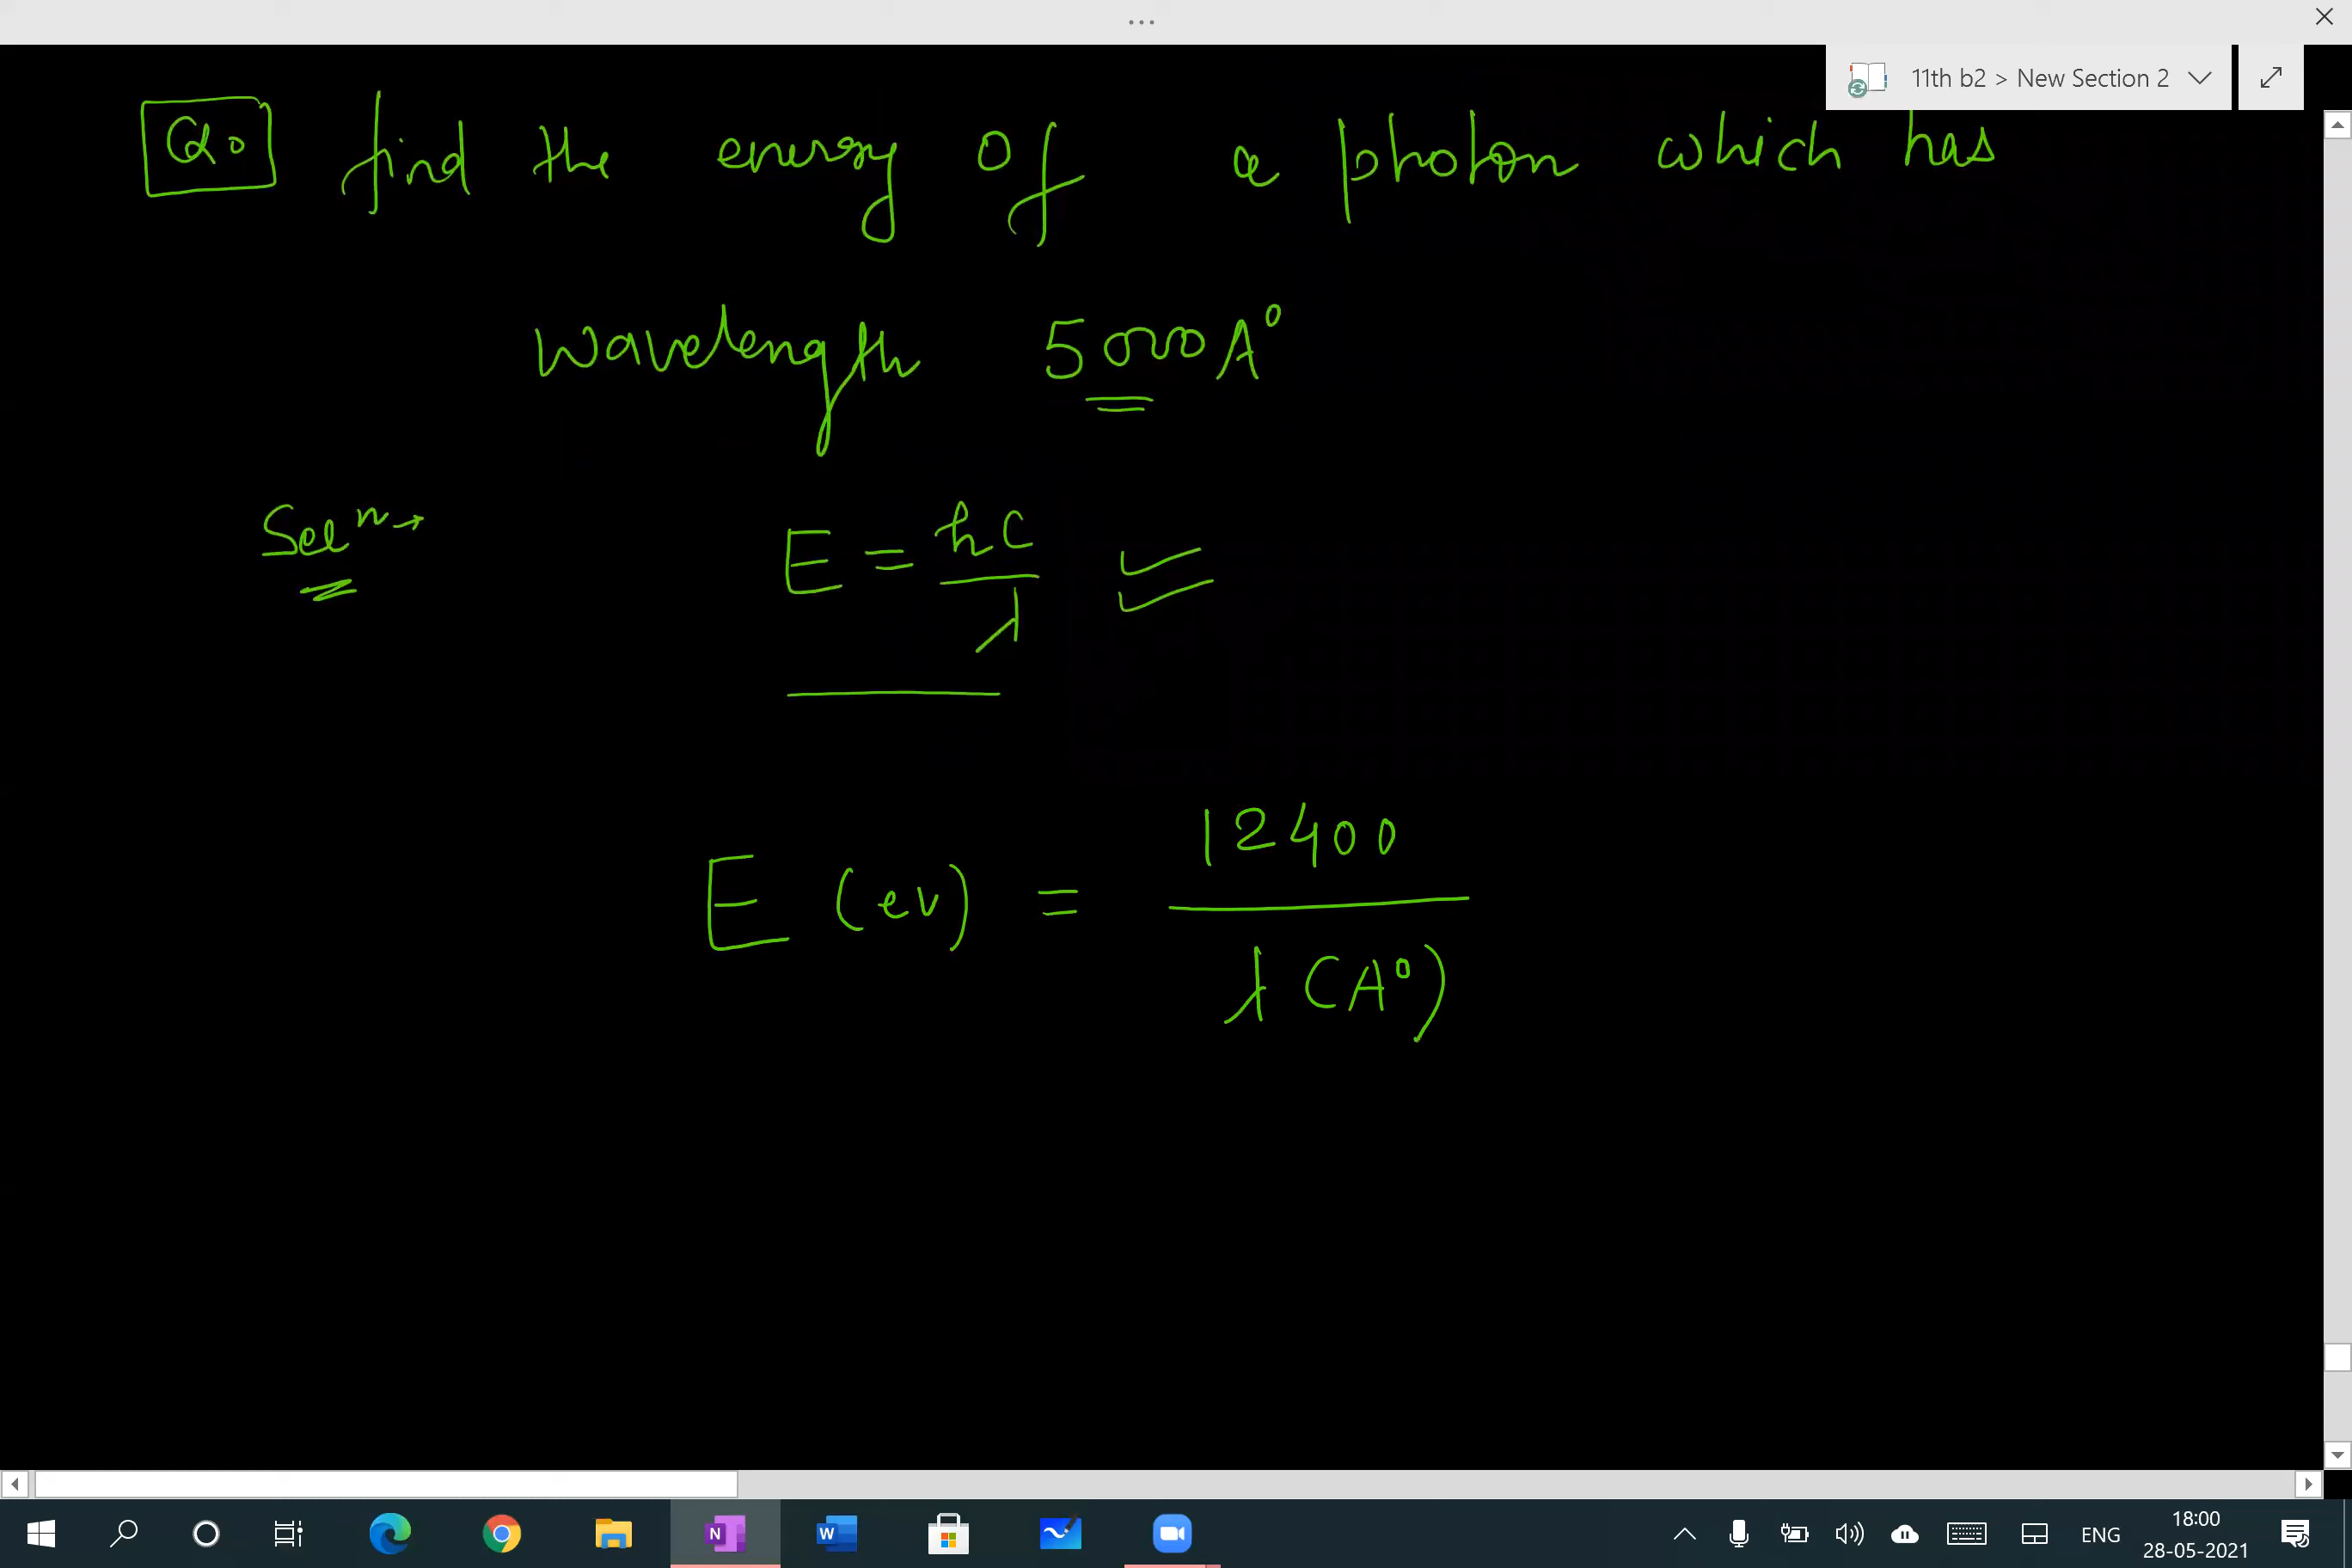 ...
11th b2 > New Section 2
Q. find the energy of a photon which has
wavelength 5000A°
Solⁿ→
E = hc/λ
E (ev) = 12400/λ(A°)
N
W
ENG
18:00
28-05-2021